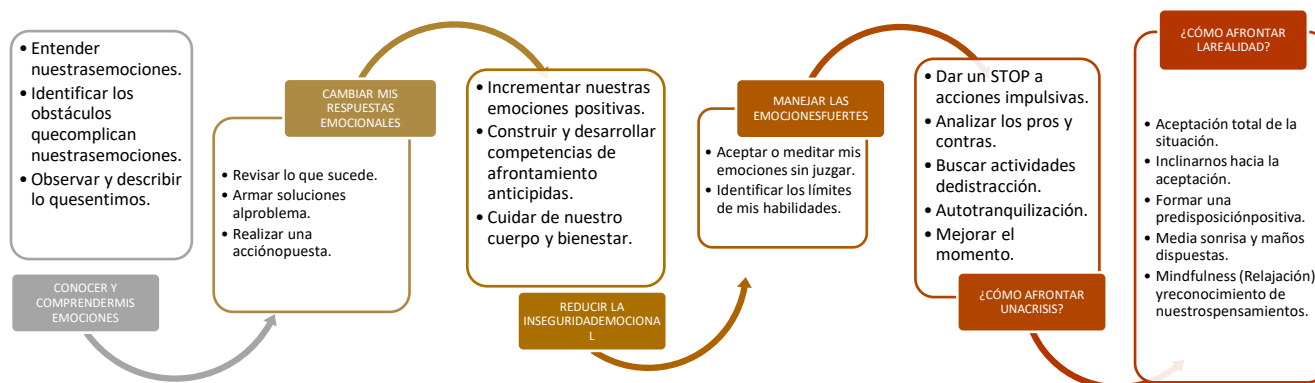 • Entender
nuestrasemociones.
• Identificar los
obstáculos
quecomplican
nuestrasemociones.
• Observar y describir
lo quesentimos.
CONOCER Y
COMPRENDERMIS
EMOCIONES
CAMBIAR MIS
RESPUESTAS
EMOCIONALES
• Revisar lo que sucede.
• Armar soluciones
alproblema.
• Realizar una
acciónopuesta.
• Incrementar nuestras
emociones positivas.
• Construir y desarrollar
competencias de
afrontamiento
anticipidas.
• Cuidar de nuestro
cuerpo y bienestar.
REDUCIR LA
INSEGURIDADEMOCIONA
L
MANEJAR LAS
EMOCJONESFUERTES
• Aceptar o meditar mis
emociones sin juzgar.
• Identificar los límites
de mis habilidades.
• Dar un STOP a
acciones impulsivas.
• Analizar los pros y
contras.
• Buscar actividades
dedistracción.
• Autotranquilización.
• Mejorar el
momento.
¿CÓMO AFRONTAR
UNACRISIS?
¿CÓMO AFRONTAR
LAREALIDAD?
• Aceptación total de la
situación.
• Inclinarnos hacia la
aceptación.
• Formar una
predisposiciónpositiva.
• Media sonrisa y maños
dispuestas.
• Mindfulness (Relajación)
yreconocimiento de
nuestrospensamientos.